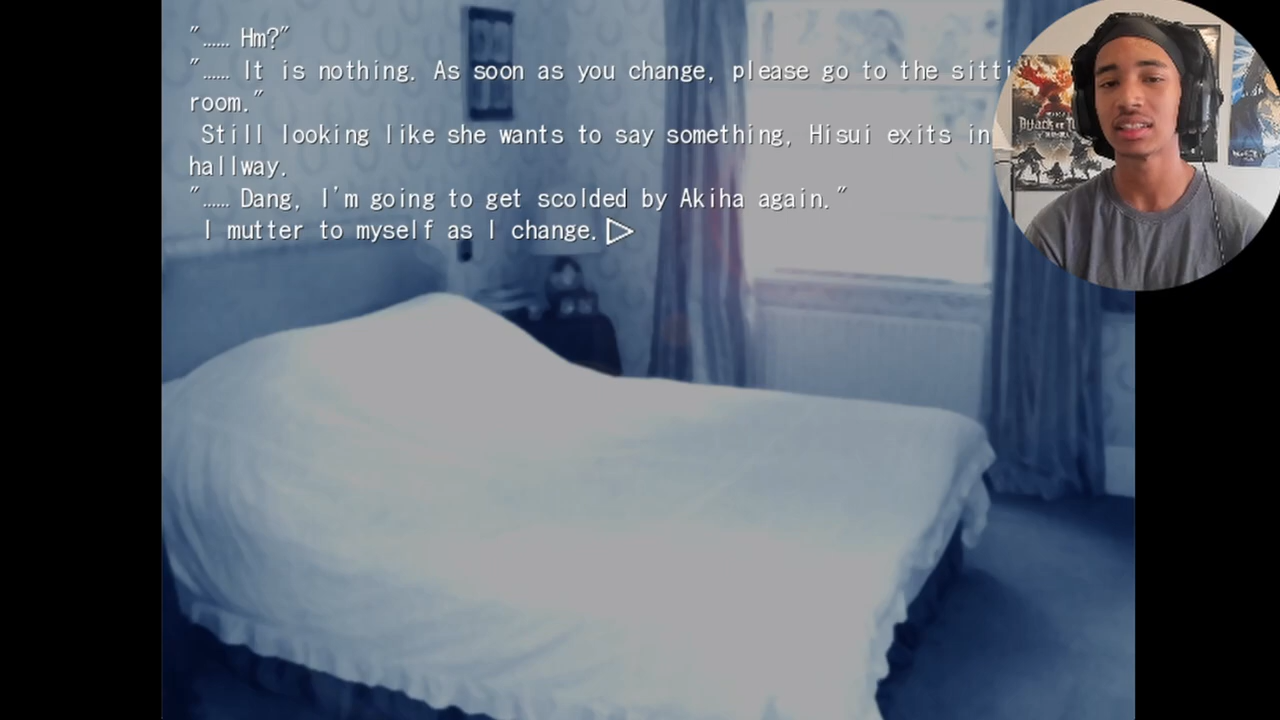 "...... Hm?"
"...... It is nothing. As soon as you change, please go to the
room."
Still looking like she wants to say something, Hisui exits in
hallway.
"...... Dang, I'm going to get scolded by Akiha again."
I mutter to myself as I change.
Attack on